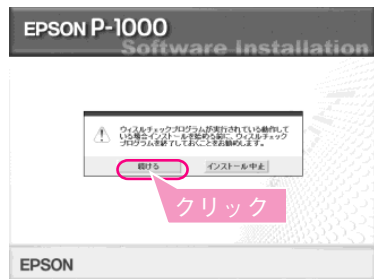 EPSON P-1000
Software Installation
ウィスルチェックプログラムが実行されている動作して
いる場合インストールを始める前に、ウィスルチェック
プログラムを終了しておくことをお勧めします。
続ける
インストール中止
クリック
EPSON